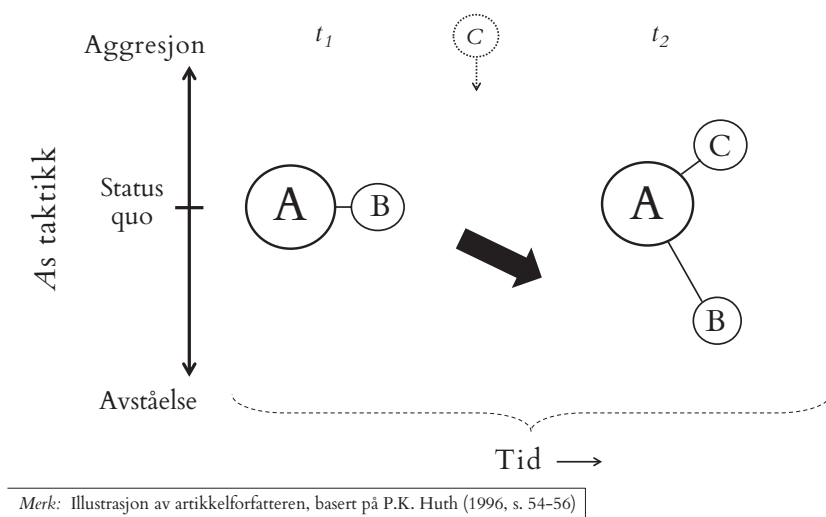 Aggresjon
t1
C
t2
As taktikk
Status
quo
A
B
A
C
B
Avståelse
Tid
Merk: Illustrasjon av artikkelforfatteren, basert på P.K. Huth (1996, s. 54-56)